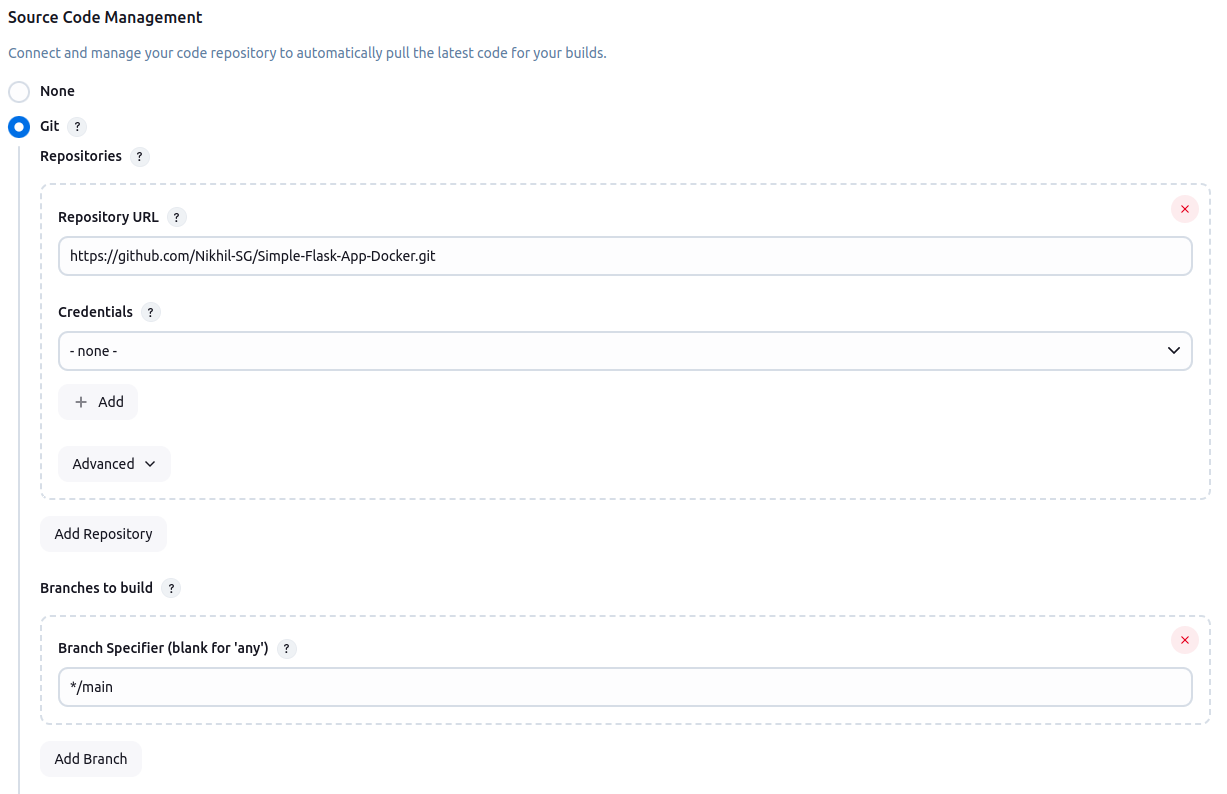 Source Code Management
Connect and manage your code repository to automatically pull the latest code for your builds.
None
Git ?
Repositories ?
Repository URL ?
https://github.com/Nikhil-SG/Simple-Flask-App-Docker.git
Credentials ?
- none -
+ Add
Advanced
Add Repository
Branches to build ?
Branch Specifier (blank for 'any') ?
*/main
Add Branch